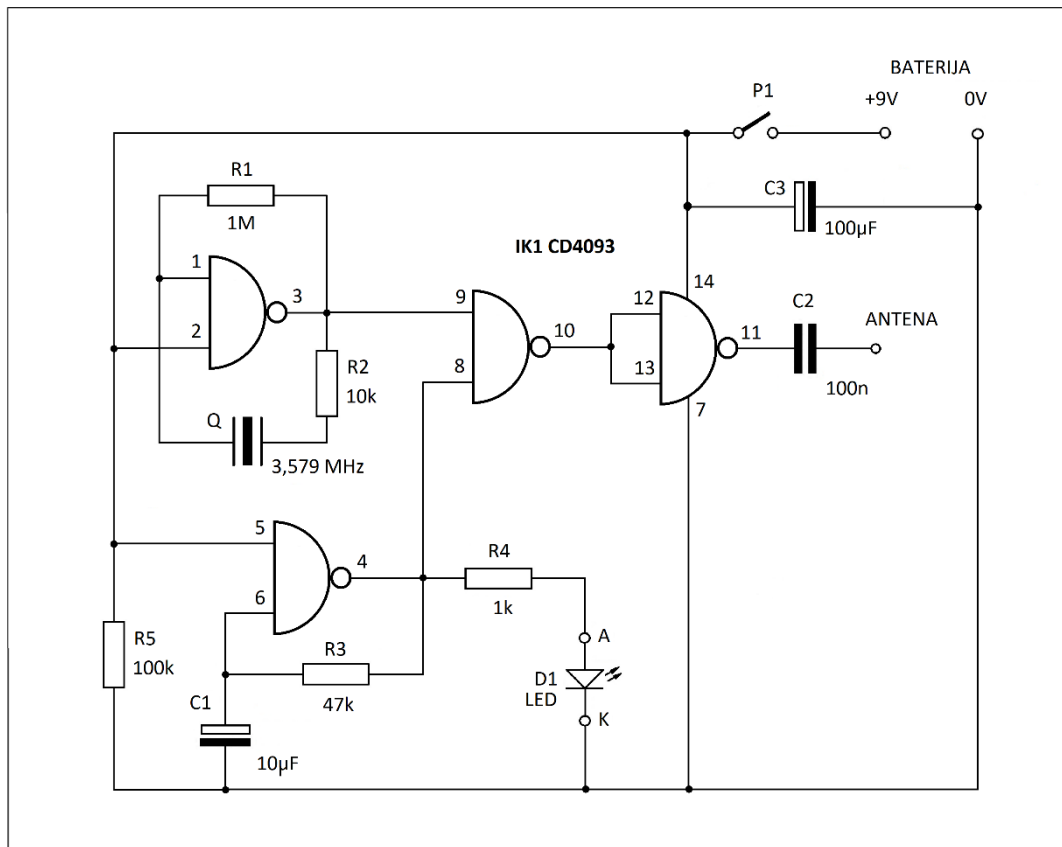 BATERIJA
P1
+9V
0V
R1
1M
C3
100µF
IK1 CD4093
1
2
3
9
8
10
12
13
14
11
7
C2
100n
ANTENA
R2
10k
Q
3,579 MHz
5
6
4
R4
1k
R5
100k
R3
47k
A
D1
LED
K
C1
10µF